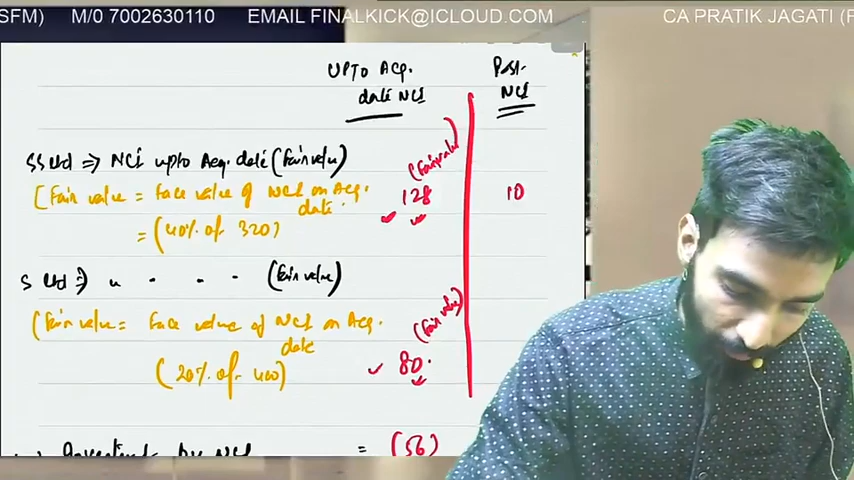 SFM) M/0 7002630110 EMAIL FINALKICK@ICLOUD.COM CA PRATIK JAGATI (F
UPTO Acq. date NCI
Post- NCI
SS Ltd ⇒ NCI upto Acq. date (Fair value)
(Fair value)
[Fair value = Face value of NCI on Acq. date. 128 10
= (40% of 320)
S Ltd ⇒ " (Fair value)
(Fair value)
(Fair value = Face value of NCI on Acq. date
(20% of 400) 80.
by NCI = (56)